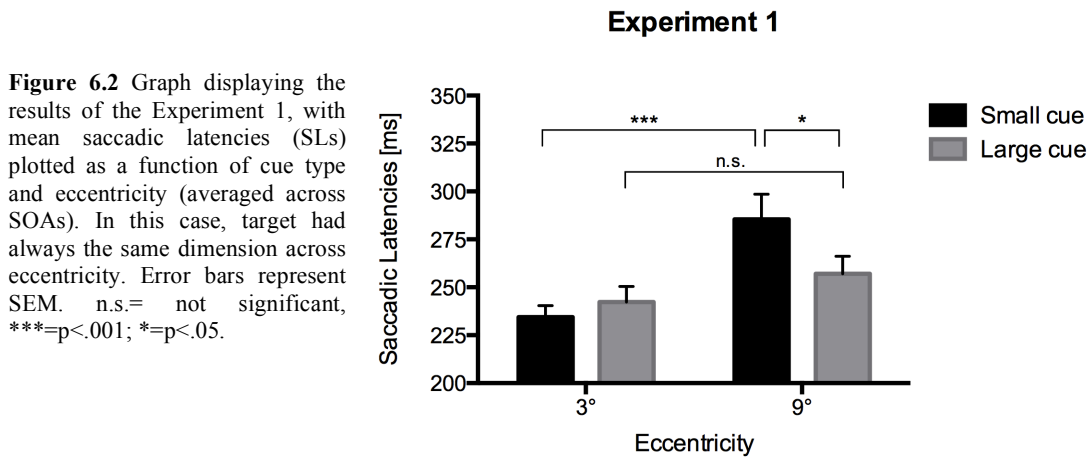 Experiment 1
Figure 6.2 Graph displaying the
results of the Experiment 1, with
mean saccadic latencies (SLs)
plotted as a function of cue type
and eccentricity (averaged across
SOAs). In this case, target had
always the same dimension across
eccentricity. Error bars represent
SEM. n.s.= not significant,
***=p<.001; *=p<.05.
Saccadic Latencies [ms]
350
325
300
275
250
225
200
***
*
n.s.
3°
9°
Eccentricity
Small cue
Large cue